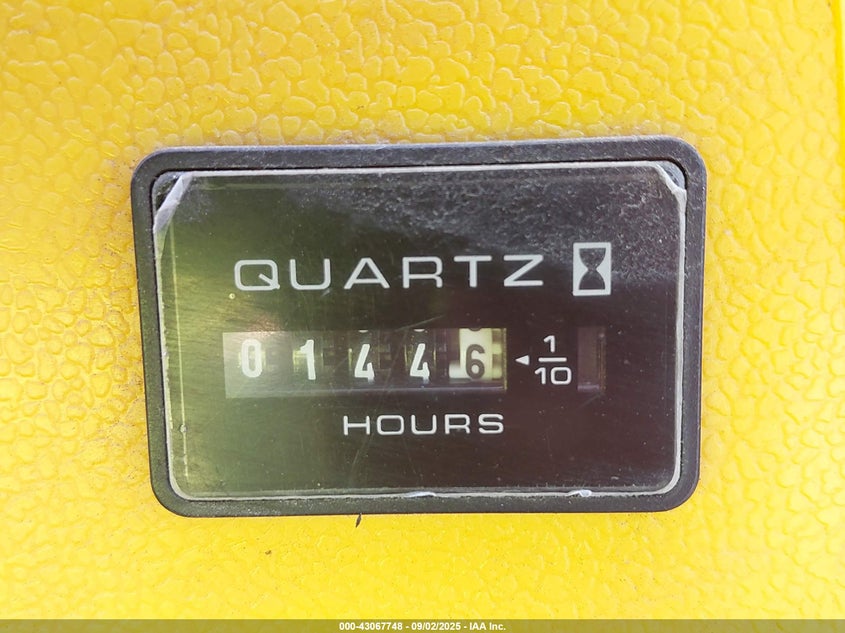 QUARTZ
01446 ◄ 1/10
HOURS
000-43067748 - 09/02/2025 - IAA Inc.